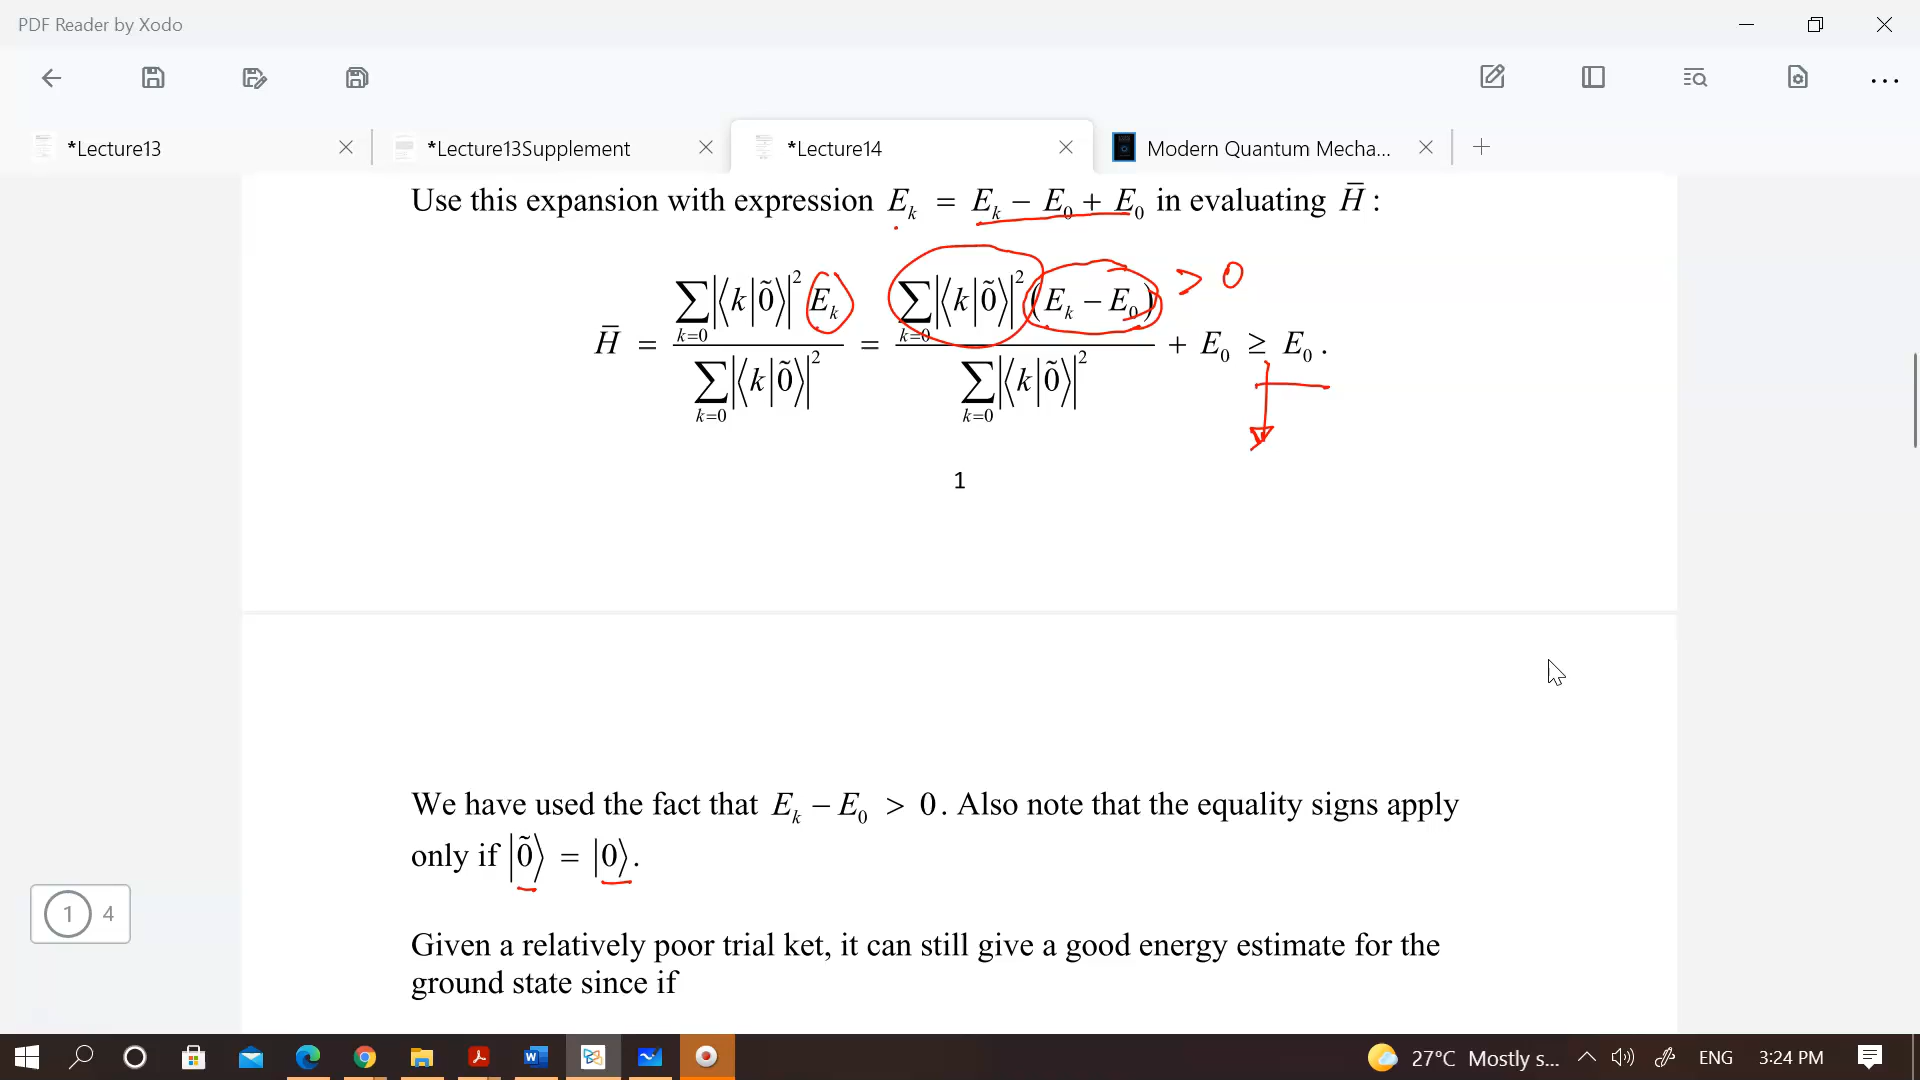 PDF Reader by Xodo
*Lecture13
*Lecture13Supplement
*Lecture14
Modern Quantum Mecha...
Use this expansion with expression E_k = E_k − E_0 + E_0 in evaluating H̄ :
H̄ = ∑_{k=0} |⟨k|0̃⟩|² E_k / ∑_{k=0} |⟨k|0̃⟩|² = ∑_{k=0} |⟨k|0̃⟩|² (E_k − E_0) / ∑_{k=0} |⟨k|0̃⟩|² + E_0 ≥ E_0 .
> 0
1
We have used the fact that E_k − E_0 > 0. Also note that the equality signs apply
only if |0̃⟩ = |0⟩.
Given a relatively poor trial ket, it can still give a good energy estimate for the
ground state since if
1 4
27°C Mostly s... ENG 3:24 PM